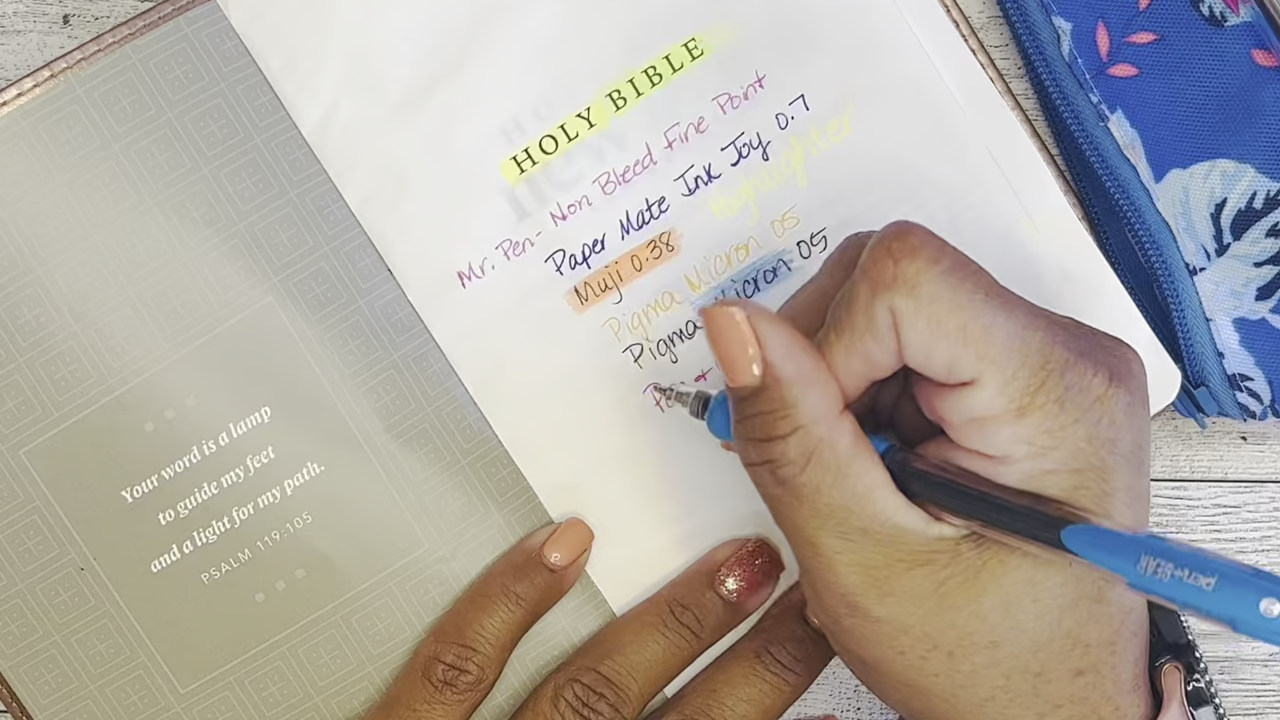 HOLY BIBLE
Mr. Pen- Non Bleed Fine Point
Paper Mate Ink Joy 0.7
Highlighter
Muji 0.38
Pigma Micron 05
Pigma Micron 05
Your word is a lamp
to guide my feet
and a light for my path.
PSALM 119:105
pen+GEAR